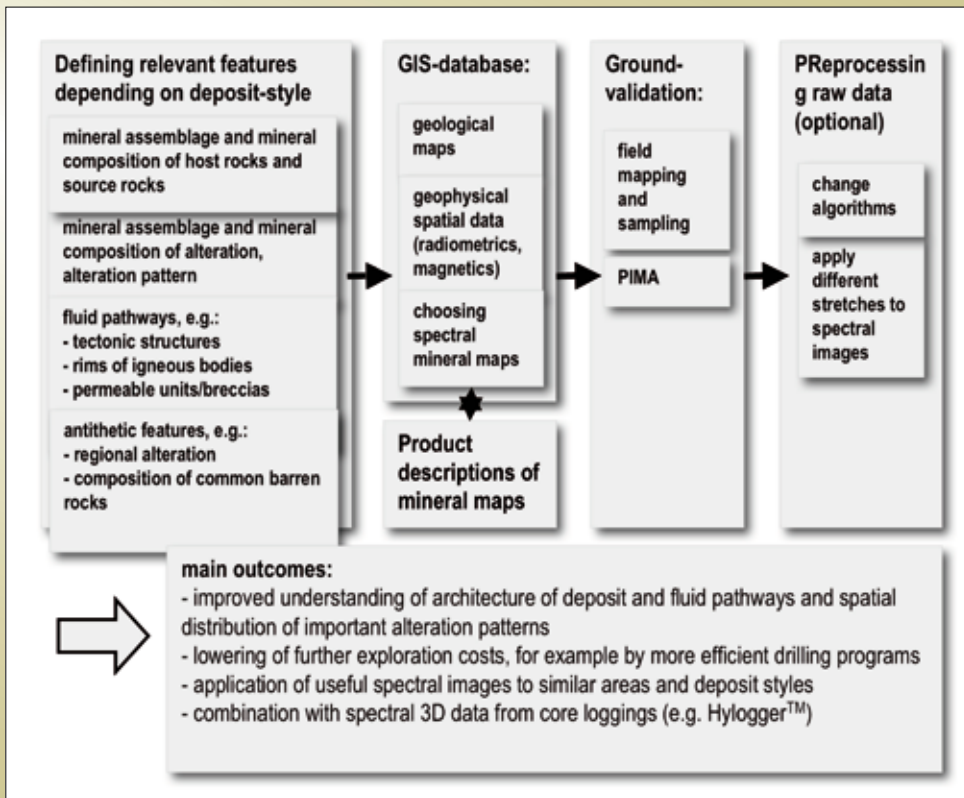 Defining relevant features
depending on deposit-style
mineral assemblage and mineral
composition of host rocks and
source rocks
mineral assemblage and mineral
composition of alteration,
alteration pattern
fluid pathways, e.g.:
- tectonic structures
- rims of igneous bodies
- permeable units/breccias
antithetic features, e.g.:
- regional alteration
- composition of common barren
rocks
GIS-database:
geological
maps
geophysical
spatial data
(radiometrics,
magnetics)
choosing
spectral
mineral maps
Product
descriptions of
mineral maps
Ground-
validation:
field
mapping
and
sampling
PIMA
PReprocessin
g raw data
(optional)
change
algorithms
apply
different
stretches to
spectral
images
main outcomes:
- improved understanding of architecture of deposit and fluid pathways and spatial
distribution of important alteration patterns
- lowering of further exploration costs, for example by more efficient drilling programs
- application of useful spectral images to similar areas and deposit styles
- combination with spectral 3D data from core loggings (e.g. Hylogger™)